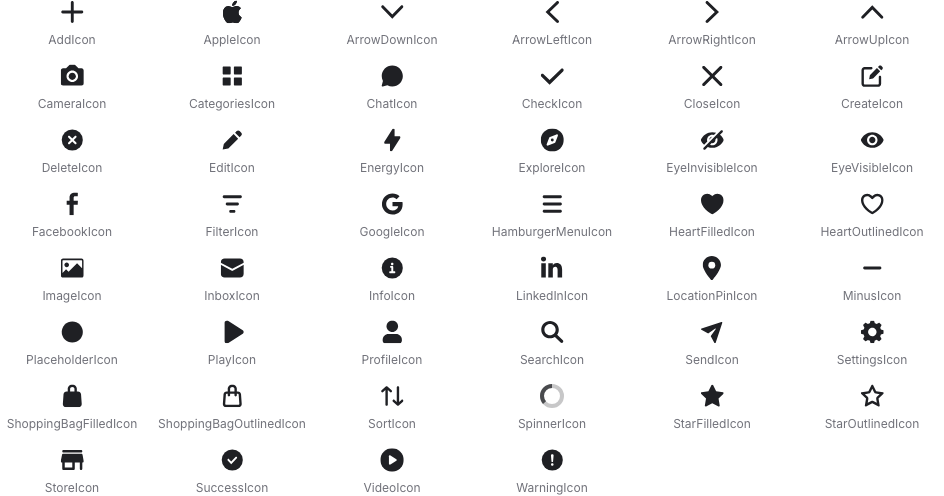 AddIcon AppleIcon ArrowDownIcon ArrowLeftIcon ArrowRightIcon ArrowUpIcon
CameraIcon CategoriesIcon ChatIcon CheckIcon CloseIcon CreateIcon
DeleteIcon EditIcon EnergyIcon ExploreIcon EyeInvisibleIcon EyeVisibleIcon
FacebookIcon FilterIcon GoogleIcon HamburgerMenuIcon HeartFilledIcon HeartOutlinedIcon
ImageIcon InboxIcon InfoIcon LinkedInIcon LocationPinIcon MinusIcon
PlaceholderIcon PlayIcon ProfileIcon SearchIcon SendIcon SettingsIcon
ShoppingBagFilledIcon ShoppingBagOutlinedIcon SortIcon SpinnerIcon StarFilledIcon StarOutlinedIcon
StoreIcon SuccessIcon VideoIcon WarningIcon